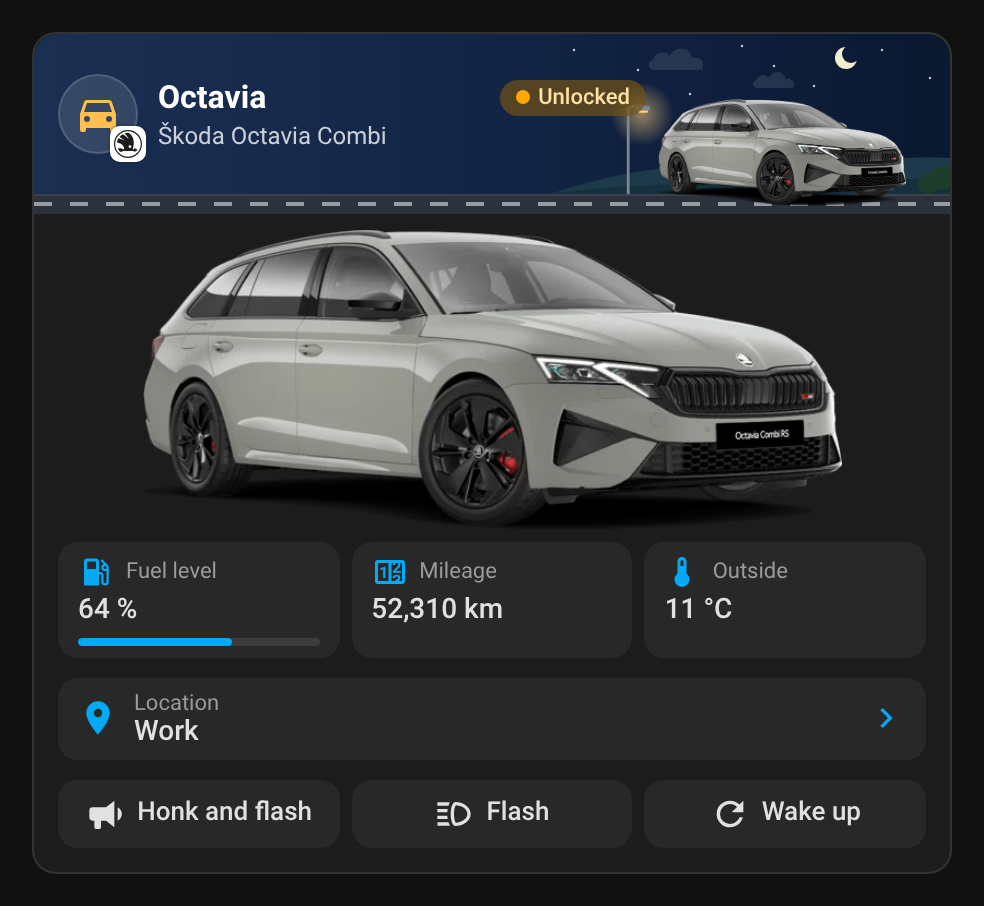 Octavia
Škoda Octavia Combi
Unlocked
Octavia Combi RS
Fuel level
64 %
Mileage
52,310 km
Outside
11 °C
Location
Work
Honk and flash
Flash
Wake up